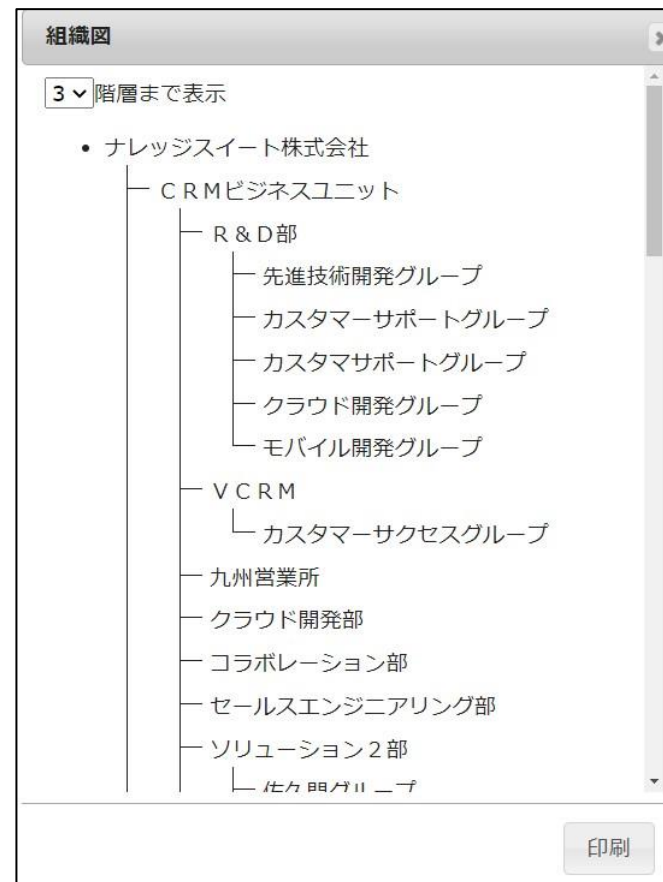 組織図
3階層まで表示
ナレッジスイート株式会社
ＣＲＭビジネスユニット
Ｒ＆Ｄ部
先進技術開発グループ
カスタマーサポートグループ
カスタマサポートグループ
クラウド開発グループ
モバイル開発グループ
ＶＣＲＭ
カスタマーサクセスグループ
九州営業所
クラウド開発部
コラボレーション部
セールスエンジニアリング部
ソリューション２部
佐久間グループ
印刷